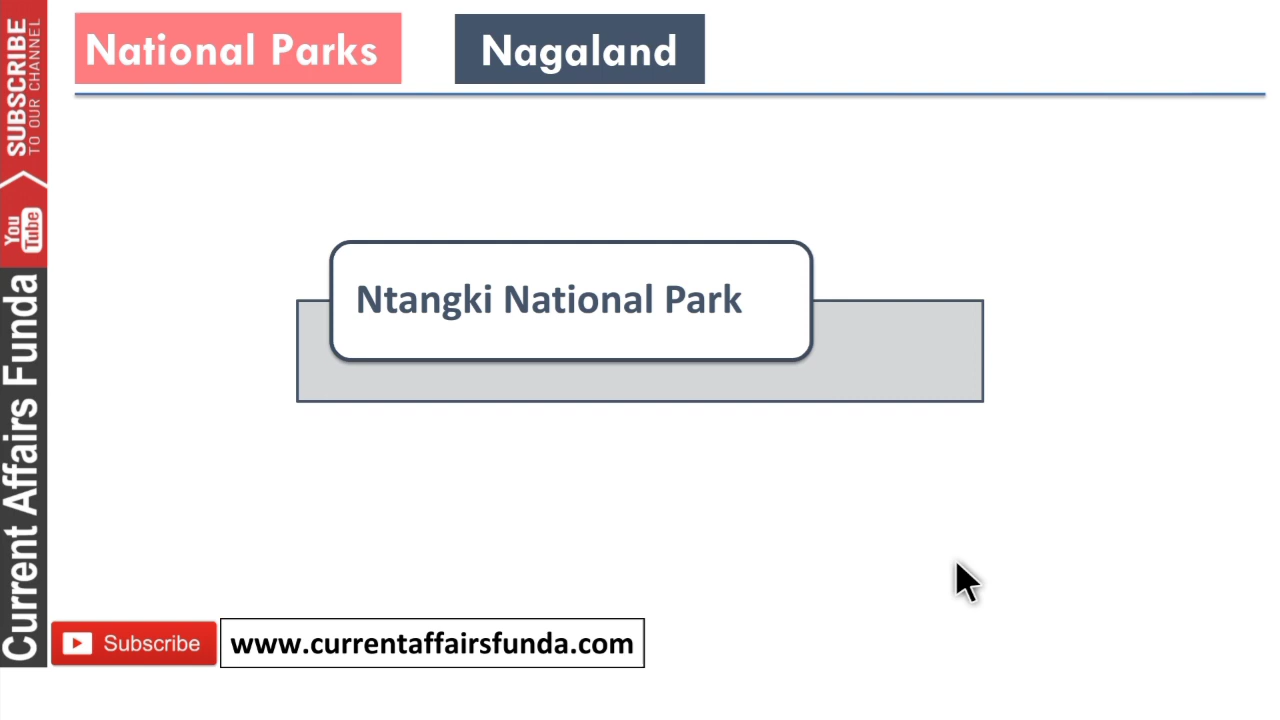 National Parks
Nagaland
Ntangki National Park
SUBSCRIBE
TO OUR CHANNEL
You
Tube
Current Affairs Funda
Subscribe
www.currentaffairsfunda.com